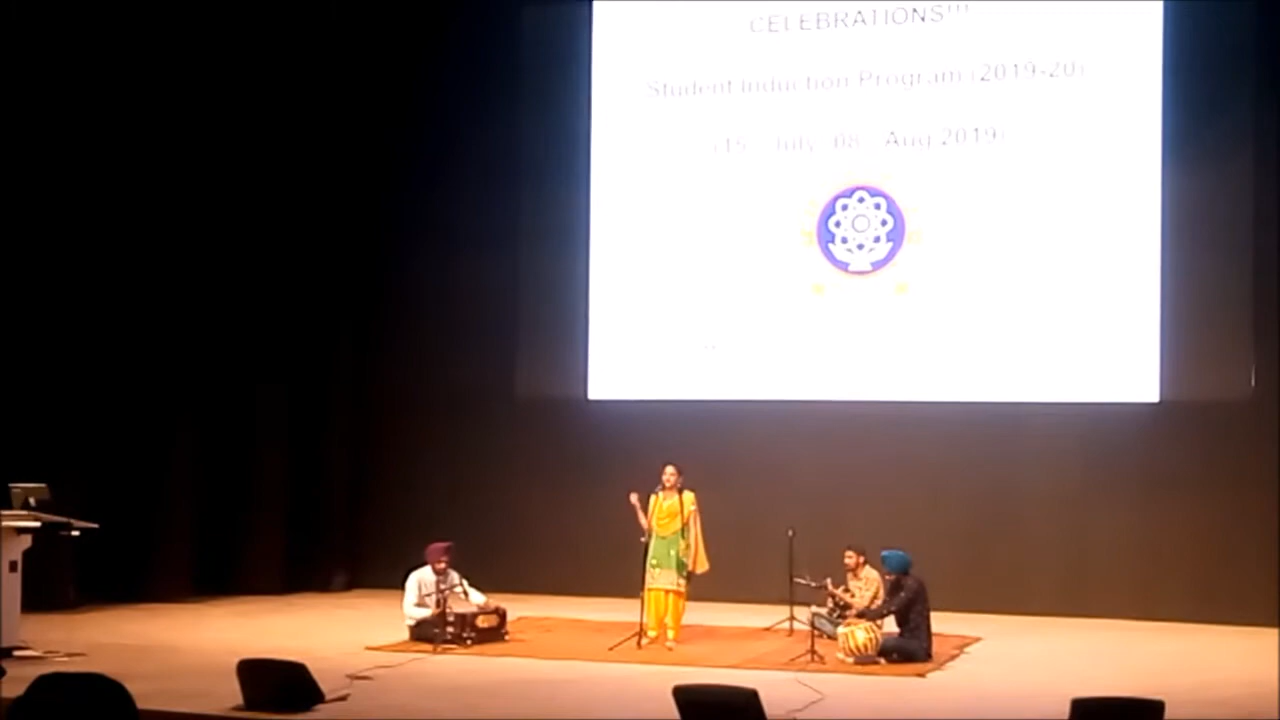 CELEBRATIONS!!!
Student Induction Program (2019-20)
(15 July 08 Aug 2019)